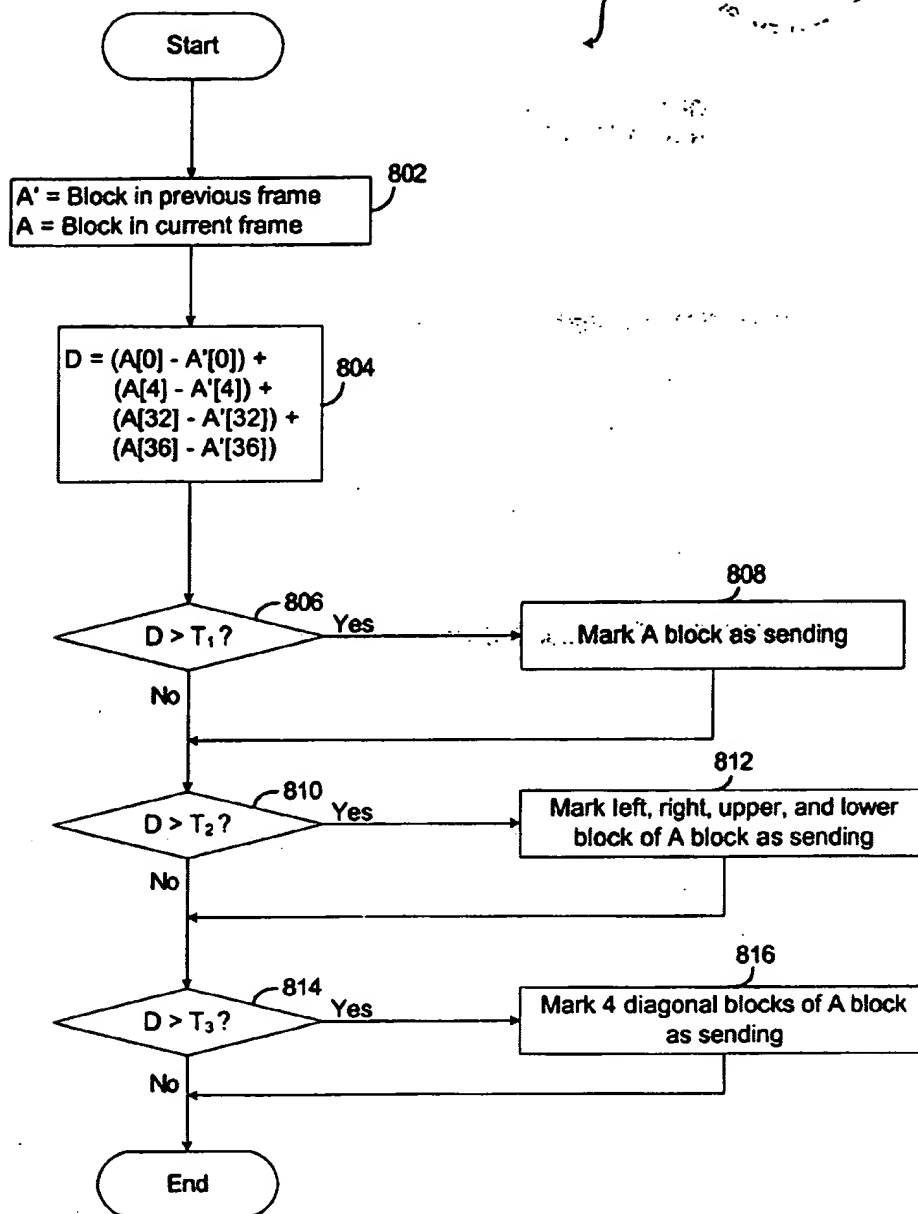 Start
802
A' = Block in previous frame
A = Block in current frame
804
D = (A[0] - A'[0]) +
(A[4] - A'[4]) +
(A[32] - A'[32]) +
(A[36] - A'[36])
806
D > T₁?
Yes
808
Mark A block as sending
No
810
D > T₂?
Yes
812
Mark left, right, upper, and lower
block of A block as sending
No
814
D > T₃?
Yes
816
Mark 4 diagonal blocks of A block
as sending
No
End